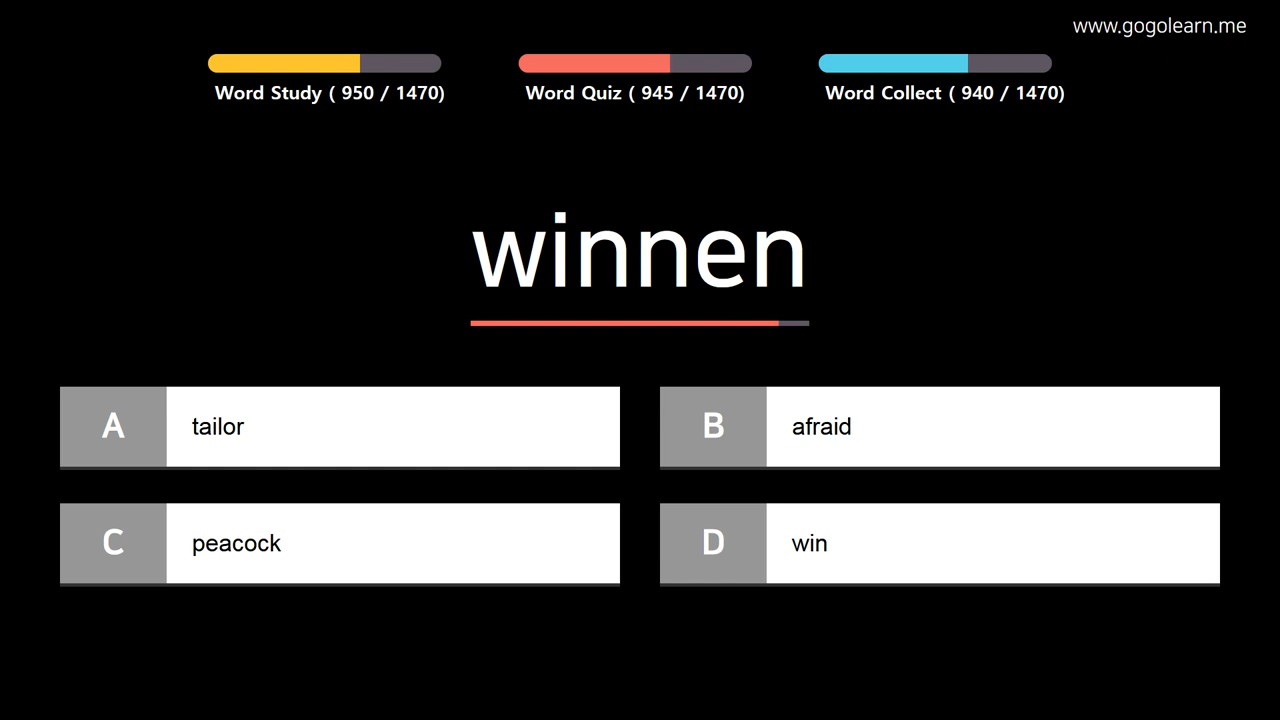 www.gogolearn.me
Word Study ( 950 / 1470)
Word Quiz ( 945 / 1470)
Word Collect ( 940 / 1470)
winnen
A tailor
B afraid
C peacock
D win